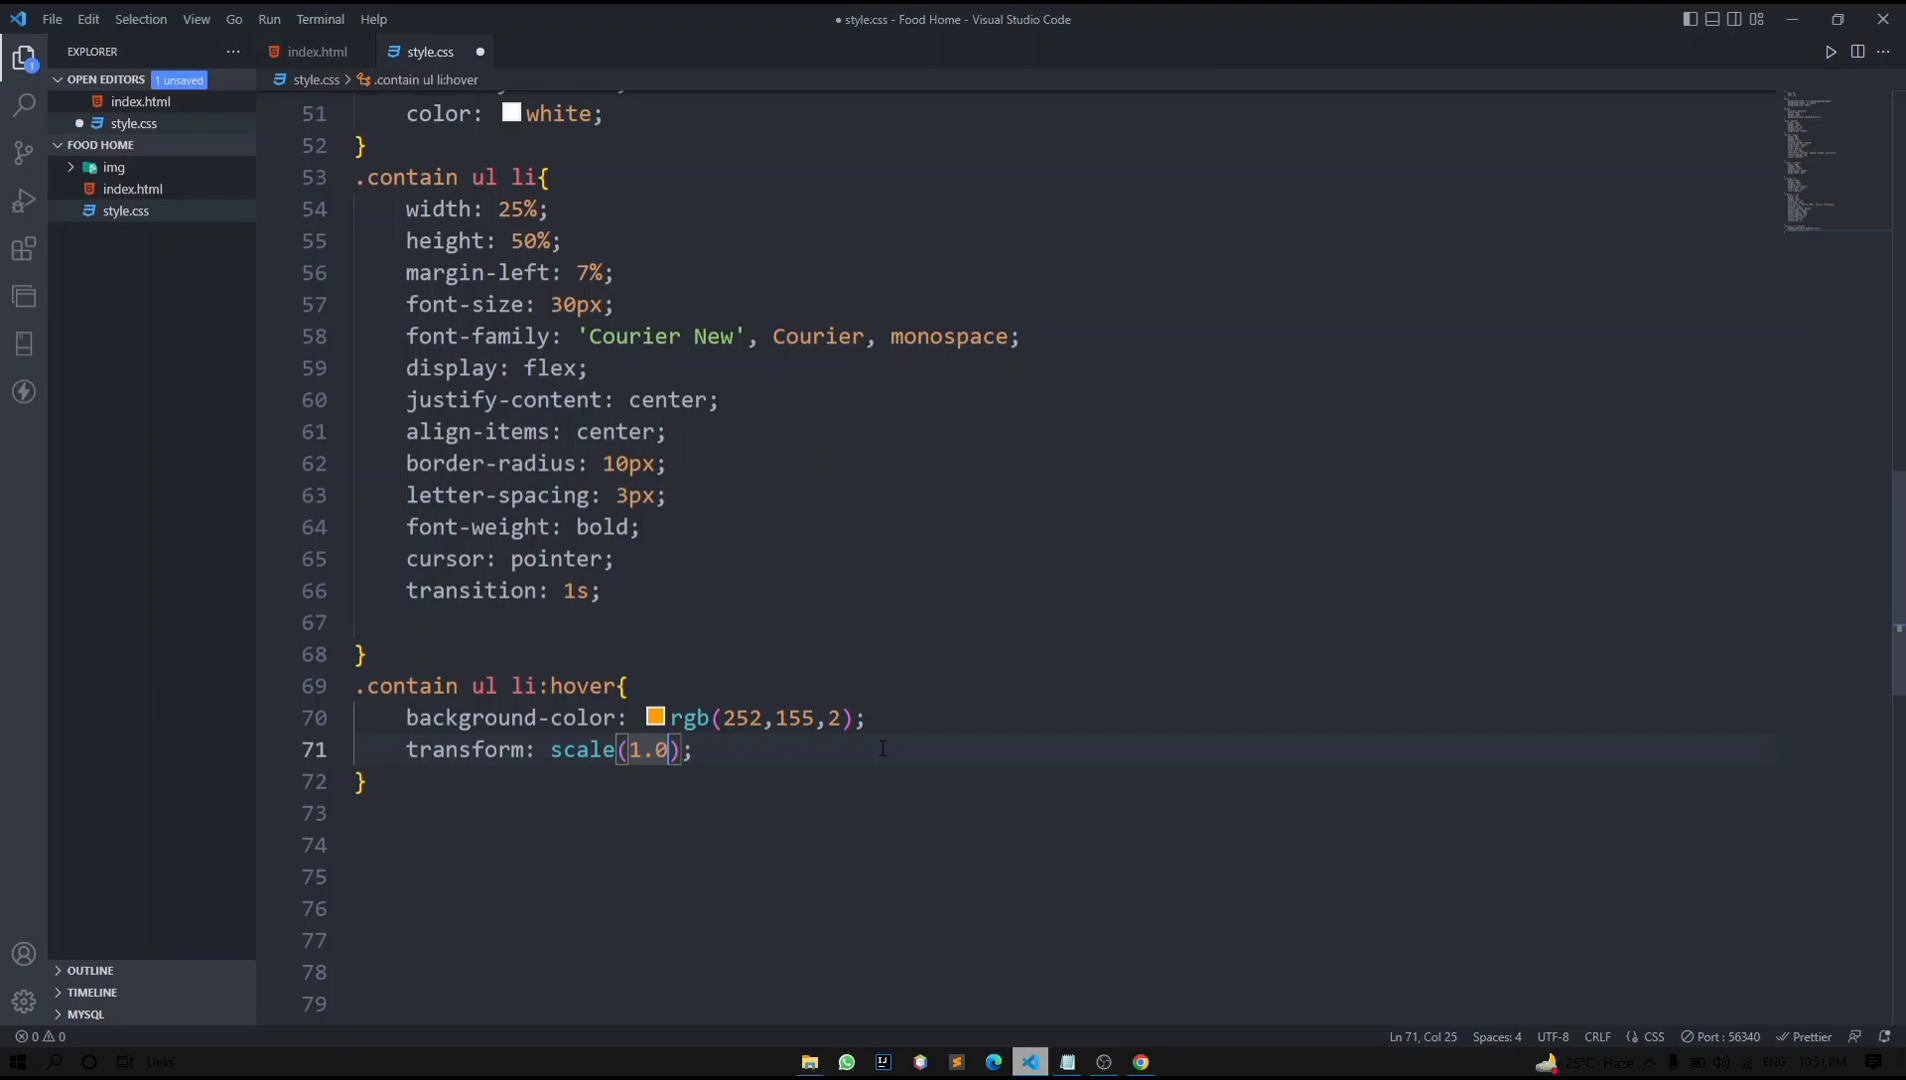 File Edit Selection View Go Run Terminal Help
● style.css - Food Home - Visual Studio Code
EXPLORER
index.html
style.css
OPEN EDITORS 1 unsaved
style.css > .contain ul li:hover
index.html
style.css
FOOD HOME
img
index.html
style.css
51 color: white;
52 }
53 .contain ul li{
54 width: 25%;
55 height: 50%;
56 margin-left: 7%;
57 font-size: 30px;
58 font-family: 'Courier New', Courier, monospace;
59 display: flex;
60 justify-content: center;
61 align-items: center;
62 border-radius: 10px;
63 letter-spacing: 3px;
64 font-weight: bold;
65 cursor: pointer;
66 transition: 1s;
67
68 }
69 .contain ul li:hover{
70 background-color: rgb(252,155,2);
71 transform: scale(1.0);
72 }
73
74
75
76
77
78
79
OUTLINE
TIMELINE
MYSQL
0 0
Ln 71, Col 25 Spaces: 4 UTF-8 CRLF {} CSS Port : 56340 Prettier
Links
25°C Haze ENG 10:51 PM